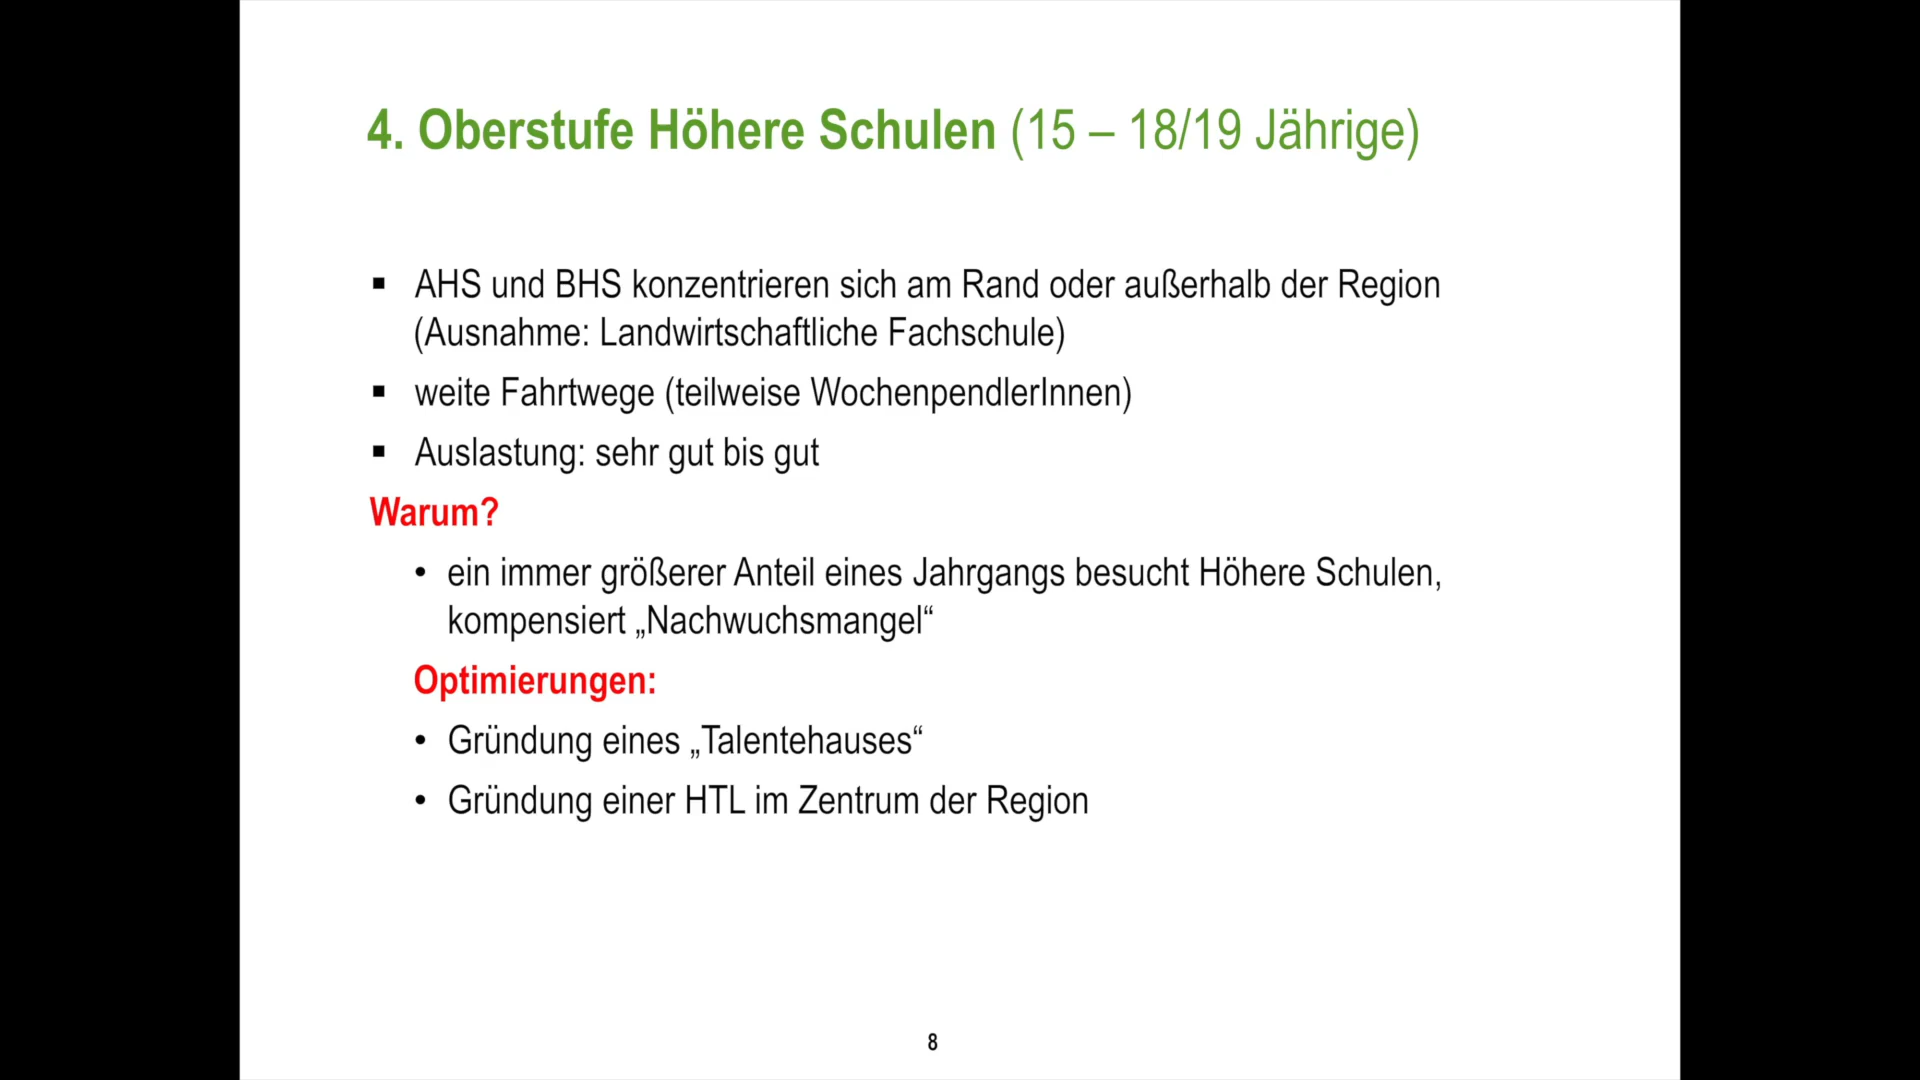 4. Oberstufe Höhere Schulen (15 – 18/19 Jährige)
▪ AHS und BHS konzentrieren sich am Rand oder außerhalb der Region
(Ausnahme: Landwirtschaftliche Fachschule)
▪ weite Fahrtwege (teilweise WochenpendlerInnen)
▪ Auslastung: sehr gut bis gut
Warum?
• ein immer größerer Anteil eines Jahrgangs besucht Höhere Schulen,
kompensiert „Nachwuchsmangel“
Optimierungen:
• Gründung eines „Talentehauses“
• Gründung einer HTL im Zentrum der Region
8